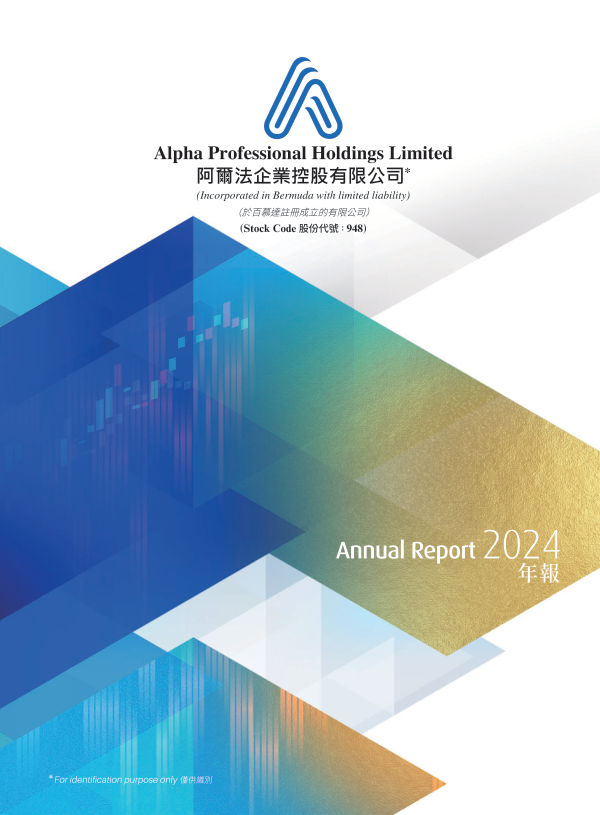 Alpha Professional Holdings Limited
阿爾法企業控股有限公司*
(Incorporated in Bermuda with limited liability)
(於百慕達註冊成立的有限公司)
(Stock Code 股份代號：948)
Annual Report 2024
年報
* For identification purpose only 僅供識別